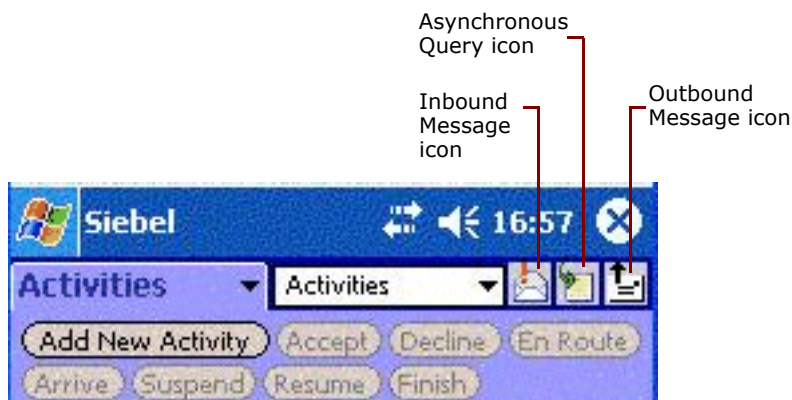 Asynchronous
Query icon
Inbound
Message
icon
Outbound
Message icon
Siebel 16:57
Activities Activities
Add New Activity Accept Decline En Route
Arrive Suspend Resume Finish